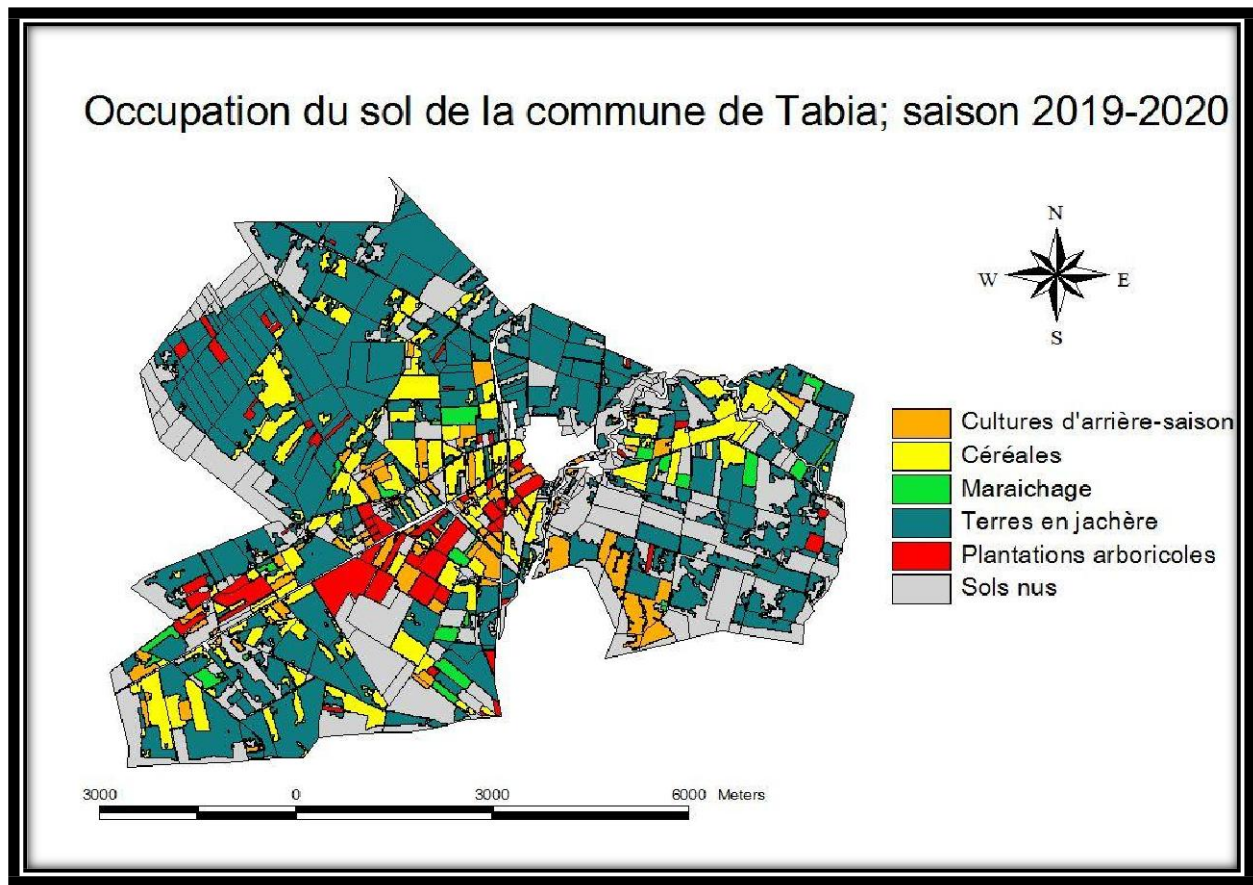 Occupation du sol de la commune de Tabia; saison 2019-2020
N
W E
S
Cultures d'arrière-saison
Céréales
Maraichage
Terres en jachère
Plantations arboricoles
Sols nus
3000 0 3000 6000 Meters